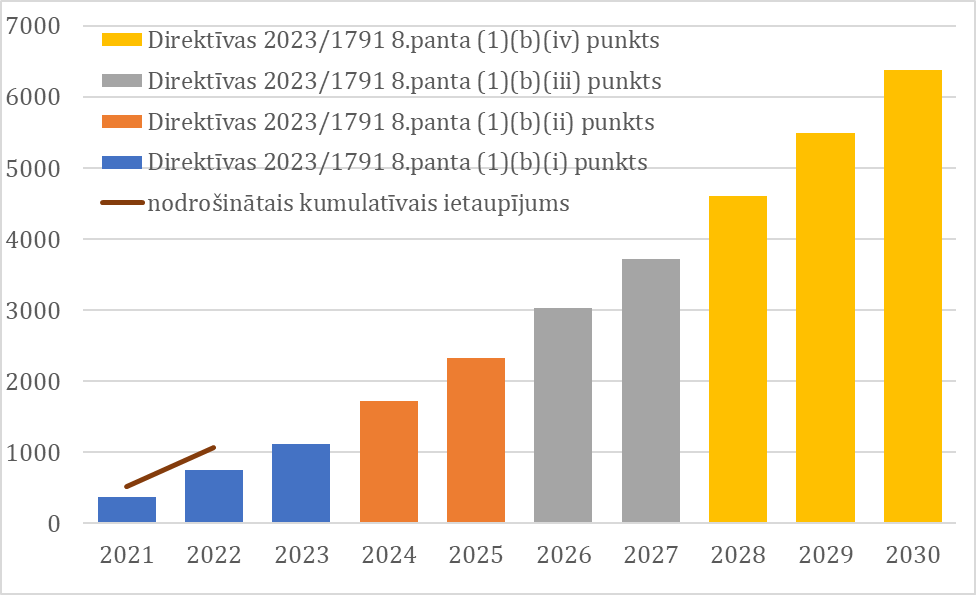 7000
Direktīvas 2023/1791 8.panta (1)(b)(iv) punkts
6000
Direktīvas 2023/1791 8.panta (1)(b)(iii) punkts
Direktīvas 2023/1791 8.panta (1)(b)(ii) punkts
5000
Direktīvas 2023/1791 8.panta (1)(b)(i) punkts
nodrošinātais kumulatīvais ietaupījums
4000
3000
2000
1000
0
2021 2022 2023 2024 2025 2026 2027 2028 2029 2030